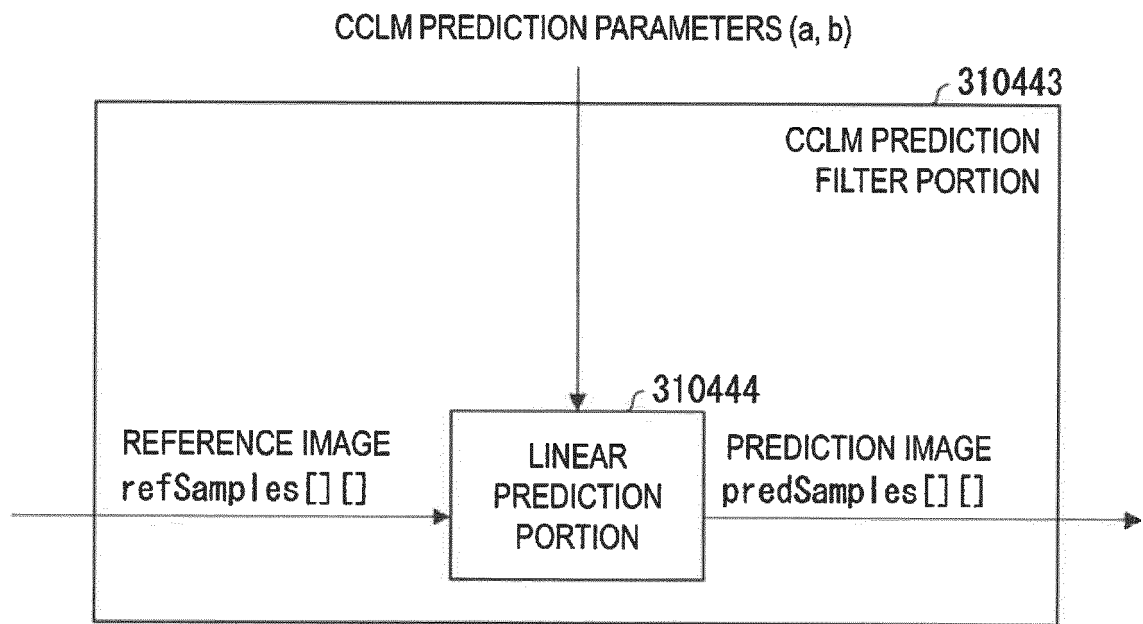 CCLM PREDICTION PARAMETERS (a, b)
310443
CCLM PREDICTION
FILTER PORTION
310444
REFERENCE IMAGE
refSamples[][]
LINEAR
PREDICTION
PORTION
PREDICTION IMAGE
predSamples[][]